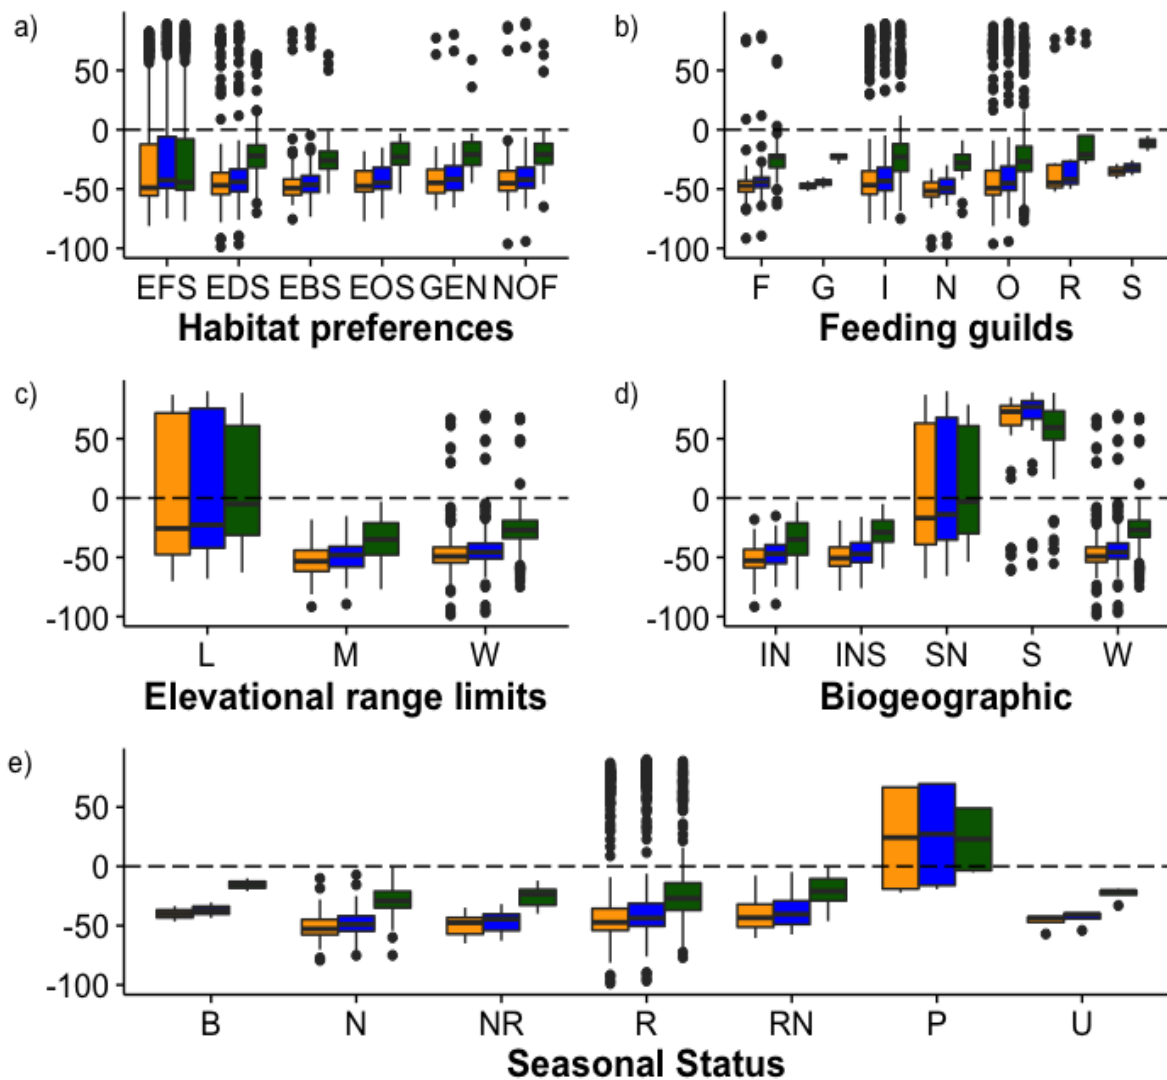 a)
50
0
-50
-100
EFS EDS EBS EOS GEN NOF
Habitat preferences
b)
50
0
-50
-100
F G I N O R S
Feeding guilds
c)
50
0
-50
-100
L M W
Elevational range limits
d)
50
0
-50
-100
IN INS SN S W
Biogeographic
e)
50
0
-50
-100
B N NR R RN P U
Seasonal Status